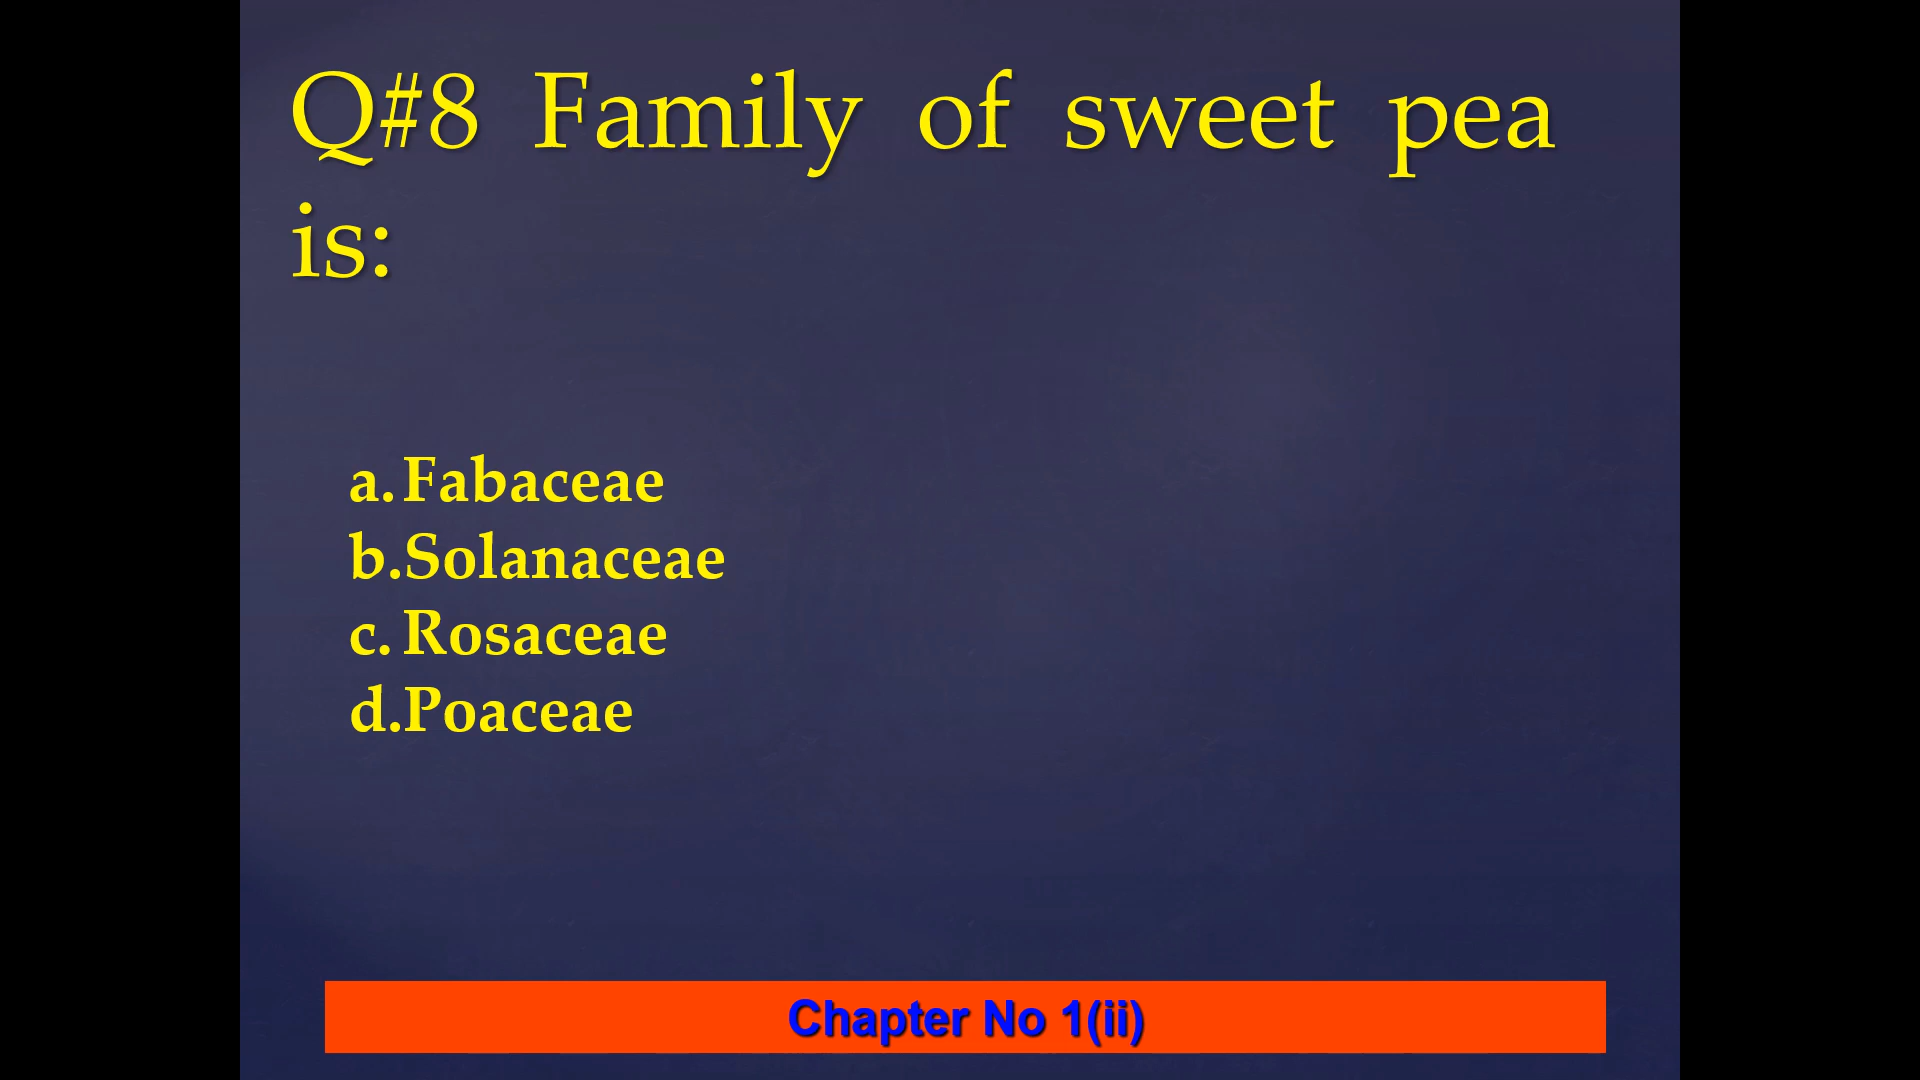 Q#8 Family of sweet pea
is:
a. Fabaceae
b. Solanaceae
c. Rosaceae
d. Poaceae
Chapter No 1(ii)